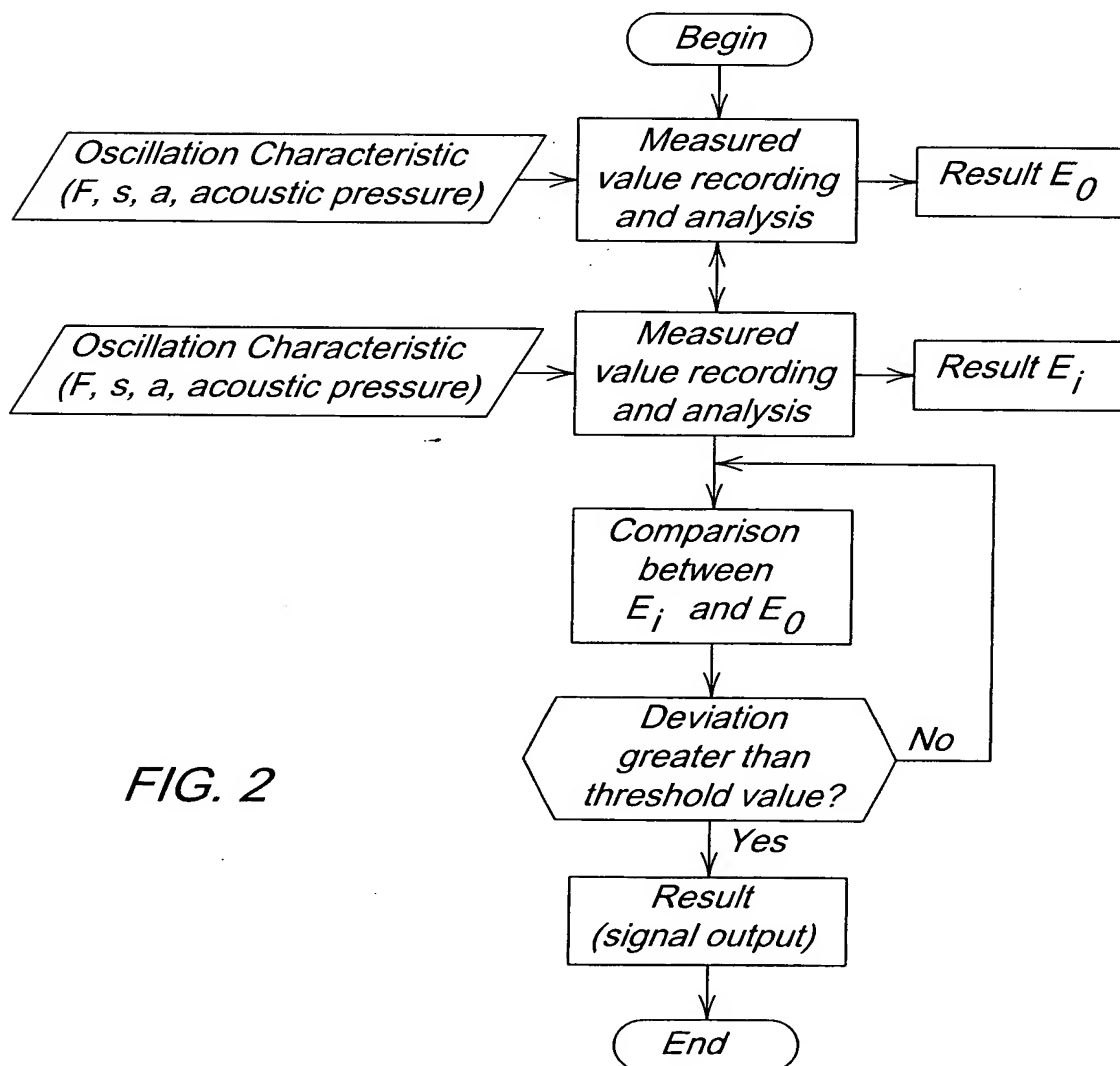 Begin
Oscillation Characteristic
(F, s, a, acoustic pressure)
Measured
value recording
and analysis
Result E₀
Oscillation Characteristic
(F, s, a, acoustic pressure)
Measured
value recording
and analysis
Result Eᵢ
Comparison
between
Eᵢ and E₀
Deviation
greater than
threshold value?
No
FIG. 2
Yes
Result
(signal output)
End